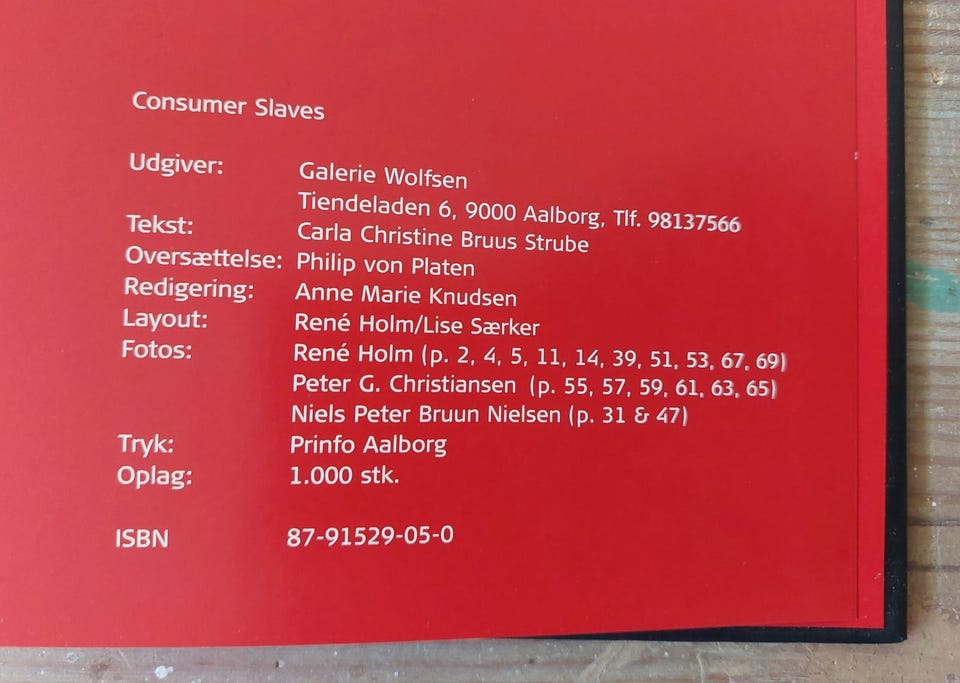 Consumer Slaves
Udgiver: Galerie Wolfsen
Tiendeladen 6, 9000 Aalborg, Tlf. 98137566
Tekst: Carla Christine Bruus Strube
Oversættelse: Philip von Platen
Redigering: Anne Marie Knudsen
Layout: René Holm/Lise Særker
Fotos: René Holm (p. 2, 4, 5, 11, 14, 39, 51, 53, 67, 69)
Peter G. Christiansen (p. 55, 57, 59, 61, 63, 65)
Niels Peter Bruun Nielsen (p. 31 & 47)
Tryk: Prinfo Aalborg
Oplag: 1.000 stk.
ISBN 87-91529-05-0